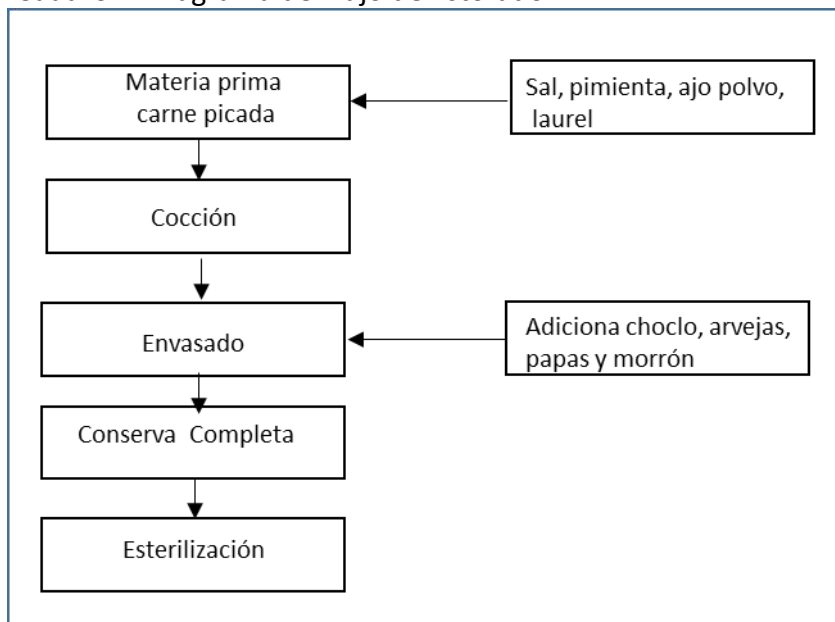 Materia prima
carne picada
Sal, pimienta, ajo polvo,
laurel
Cocción
Envasado
Adiciona choclo, arvejas,
papas y morrón
Conserva Completa
Esterilización